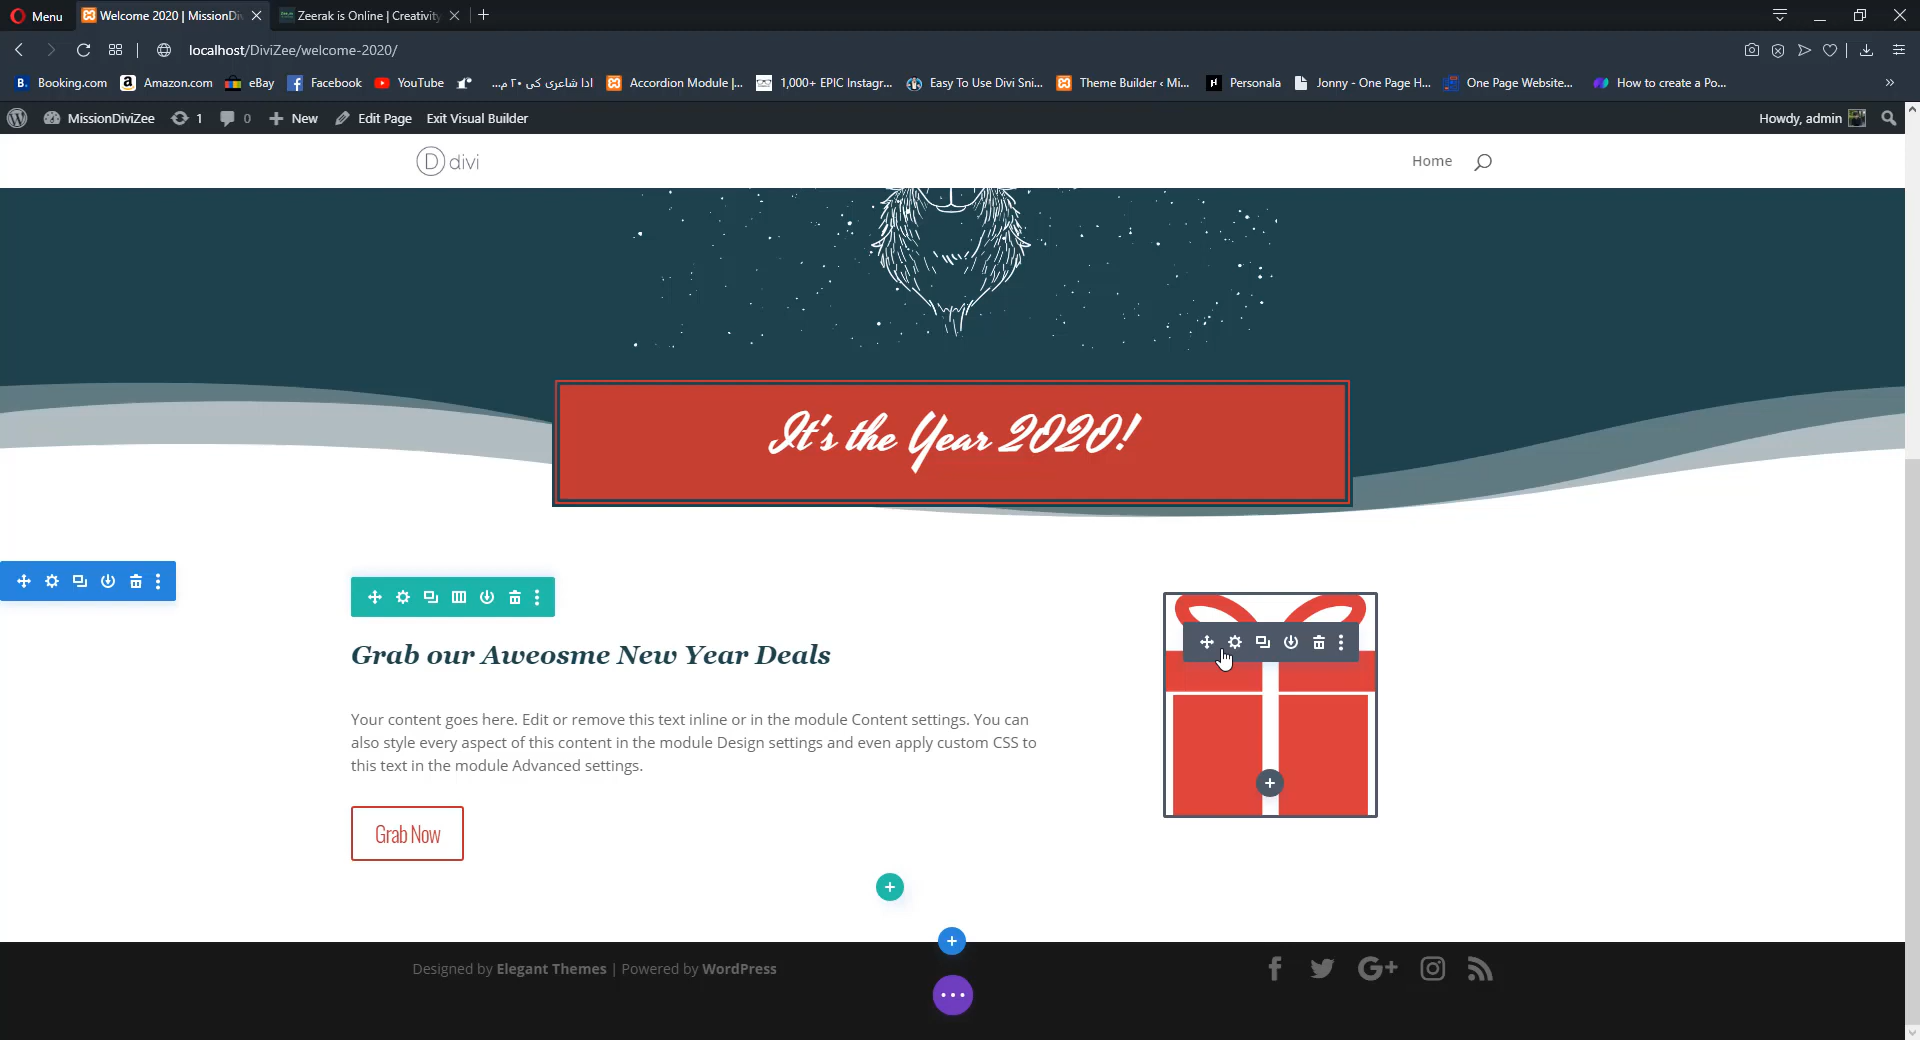 Menu
Welcome 2020 | MissionDiv
Zeerak is Online | Creativity
localhost/DiviZee/welcome-2020/
Booking.com
Amazon.com
eBay
Facebook
YouTube
ادا شاعری کی ۲۰ م...
Accordion Module |...
1,000+ EPIC Instagr...
Easy To Use Divi Sni...
Theme Builder ‹ Mi...
Personala
Jonny - One Page H...
One Page Website...
How to create a Po...
MissionDiviZee
1
0
New
Edit Page
Exit Visual Builder
Howdy, admin
D divi
Home
It's the Year 2020!
Grab our Aweosme New Year Deals
Your content goes here. Edit or remove this text inline or in the module Content settings. You can
also style every aspect of this content in the module Design settings and even apply custom CSS to
this text in the module Advanced settings.
Grab Now
Designed by Elegant Themes | Powered by WordPress